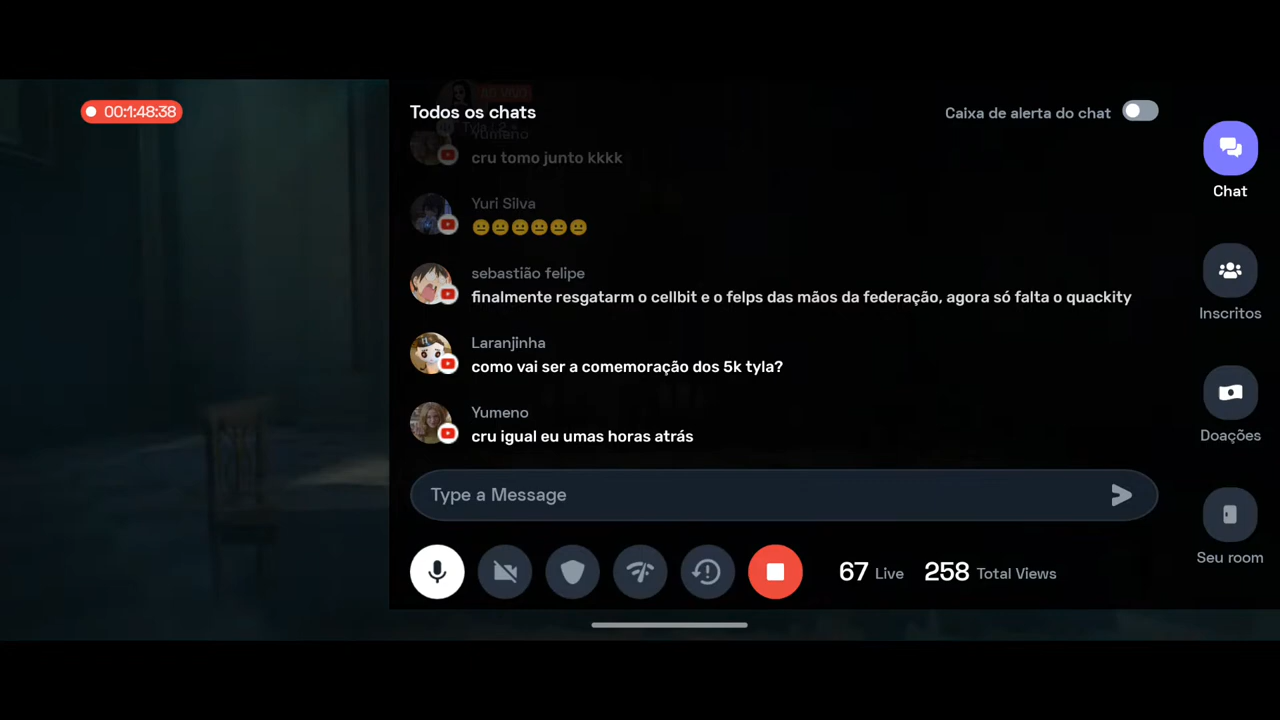 00:1:48:38
Todos os chats
Caixa de alerta do chat
Yumeno
cru tomo junto kkkk
Yuri Silva
😐😐😐😐😐😐
sebastião felipe
finalmente resgatarm o cellbit e o felps das mãos da federação, agora só falta o quackity
Laranjinha
como vai ser a comemoração dos 5k tyla?
Yumeno
cru igual eu umas horas atrás
Type a Message
67 Live 258 Total Views
Chat
Inscritos
Doações
Seu room